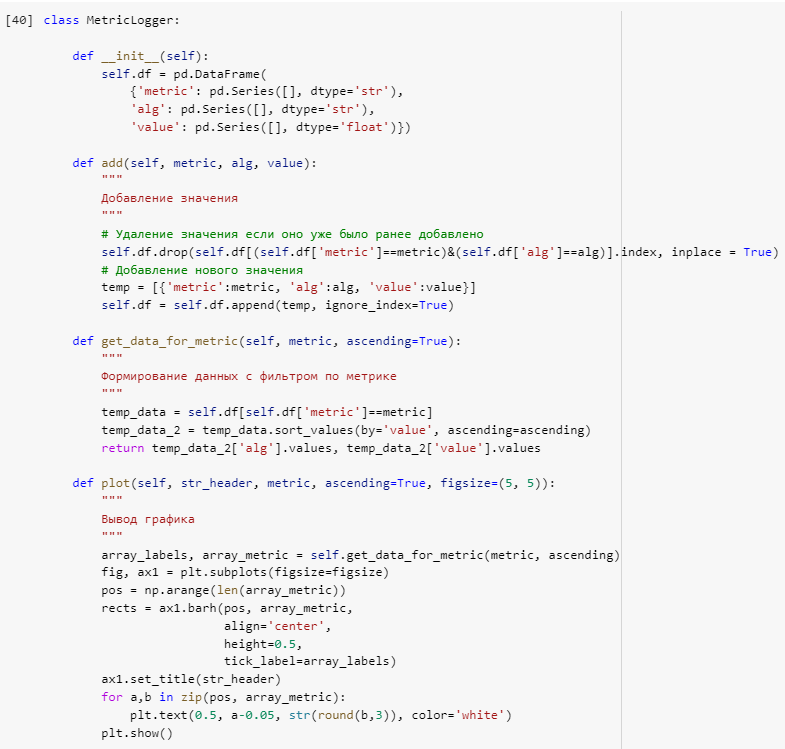 [40] class MetricLogger:

    def __init__(self):
        self.df = pd.DataFrame(
            {'metric': pd.Series([], dtype='str'),
            'alg': pd.Series([], dtype='str'),
            'value': pd.Series([], dtype='float')})

    def add(self, metric, alg, value):
        """
        Добавление значения
        """
        # Удаление значения если оно уже было ранее добавлено
        self.df.drop(self.df[(self.df['metric']==metric)&(self.df['alg']==alg)].index, inplace = True)
        # Добавление нового значения
        temp = [{'metric':metric, 'alg':alg, 'value':value}]
        self.df = self.df.append(temp, ignore_index=True)

    def get_data_for_metric(self, metric, ascending=True):
        """
        Формирование данных с фильтром по метрике
        """
        temp_data = self.df[self.df['metric']==metric]
        temp_data_2 = temp_data.sort_values(by='value', ascending=ascending)
        return temp_data_2['alg'].values, temp_data_2['value'].values

    def plot(self, str_header, metric, ascending=True, figsize=(5, 5)):
        """
        Вывод графика
        """
        array_labels, array_metric = self.get_data_for_metric(metric, ascending)
        fig, ax1 = plt.subplots(figsize=figsize)
        pos = np.arange(len(array_metric))
        rects = ax1.barh(pos, array_metric,
                         align='center',
                         height=0.5,
                         tick_label=array_labels)
        ax1.set_title(str_header)
        for a,b in zip(pos, array_metric):
            plt.text(0.5, a-0.05, str(round(b,3)), color='white')
        plt.show()